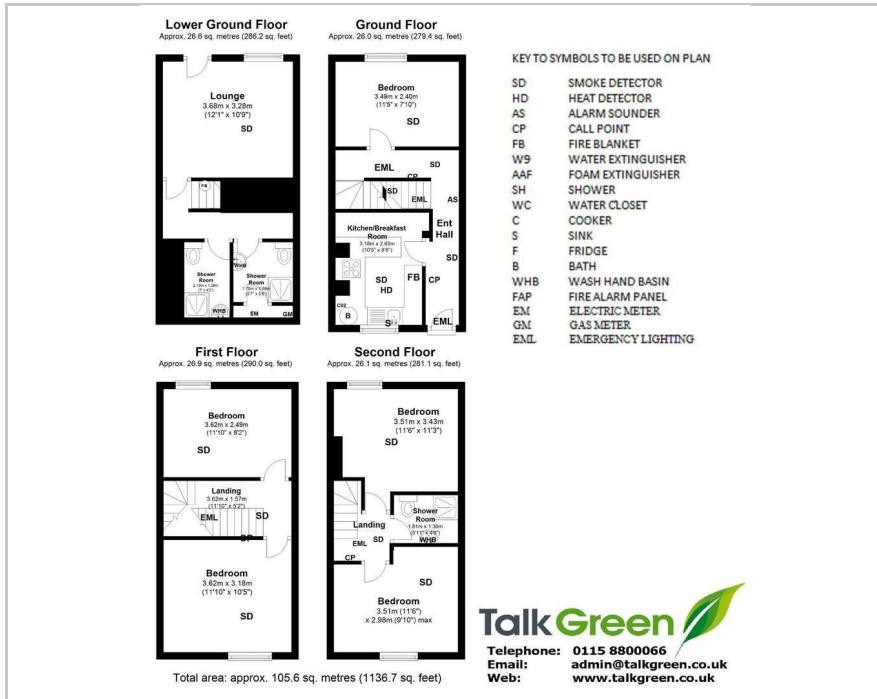 Lower Ground Floor
Approx. 26.6 sq. metres (286.2 sq. feet)
Lounge
3.68m x 3.28m
(12'1" x 10'9")
SD
FB
WHB
Shower
Room
Shower
Room
WHB
EM
GM
Ground Floor
Approx. 26.0 sq. metres (279.4 sq. feet)
Bedroom
3.49m x 2.40m
(11'5" x 7'10")
SD
EML
SD
CP
SD
EML
AS
Ent
Hall
Kitchen/Breakfast
Room
3.18m x 2.65m
(10'5" x 8'8")
SD
SD
HD
FB
CP
C02
B
S
EML
KEY TO SYMBOLS TO BE USED ON PLAN
SD SMOKE DETECTOR
HD HEAT DETECTOR
AS ALARM SOUNDER
CP CALL POINT
FB FIRE BLANKET
W9 WATER EXTINGUISHER
AAF FOAM EXTINGUISHER
SH SHOWER
WC WATER CLOSET
C COOKER
S SINK
F FRIDGE
B BATH
WHB WASH HAND BASIN
FAP FIRE ALARM PANEL
EM ELECTRIC METER
GM GAS METER
EML EMERGENCY LIGHTING
First Floor
Approx. 26.9 sq. metres (290.0 sq. feet)
Bedroom
3.62m x 2.49m
(11'10" x 8'2")
SD
Landing
3.62m x 1.57m
(11'10" x 5'2")
EML
SD
Bedroom
3.62m x 3.18m
(11'10" x 10'5")
SD
Second Floor
Approx. 26.1 sq. metres (281.1 sq. feet)
Bedroom
3.51m x 3.43m
(11'6" x 11'3")
SD
Shower
Room
1.81m x 1.36m
WHB
Landing
EML
SD
CP
SD
Bedroom
3.51m (11'6")
x 2.98m (9'10") max
Total area: approx. 105.6 sq. metres (1136.7 sq. feet)
Talk Green
Telephone: 0115 8800066
Email: admin@talkgreen.co.uk
Web: www.talkgreen.co.uk